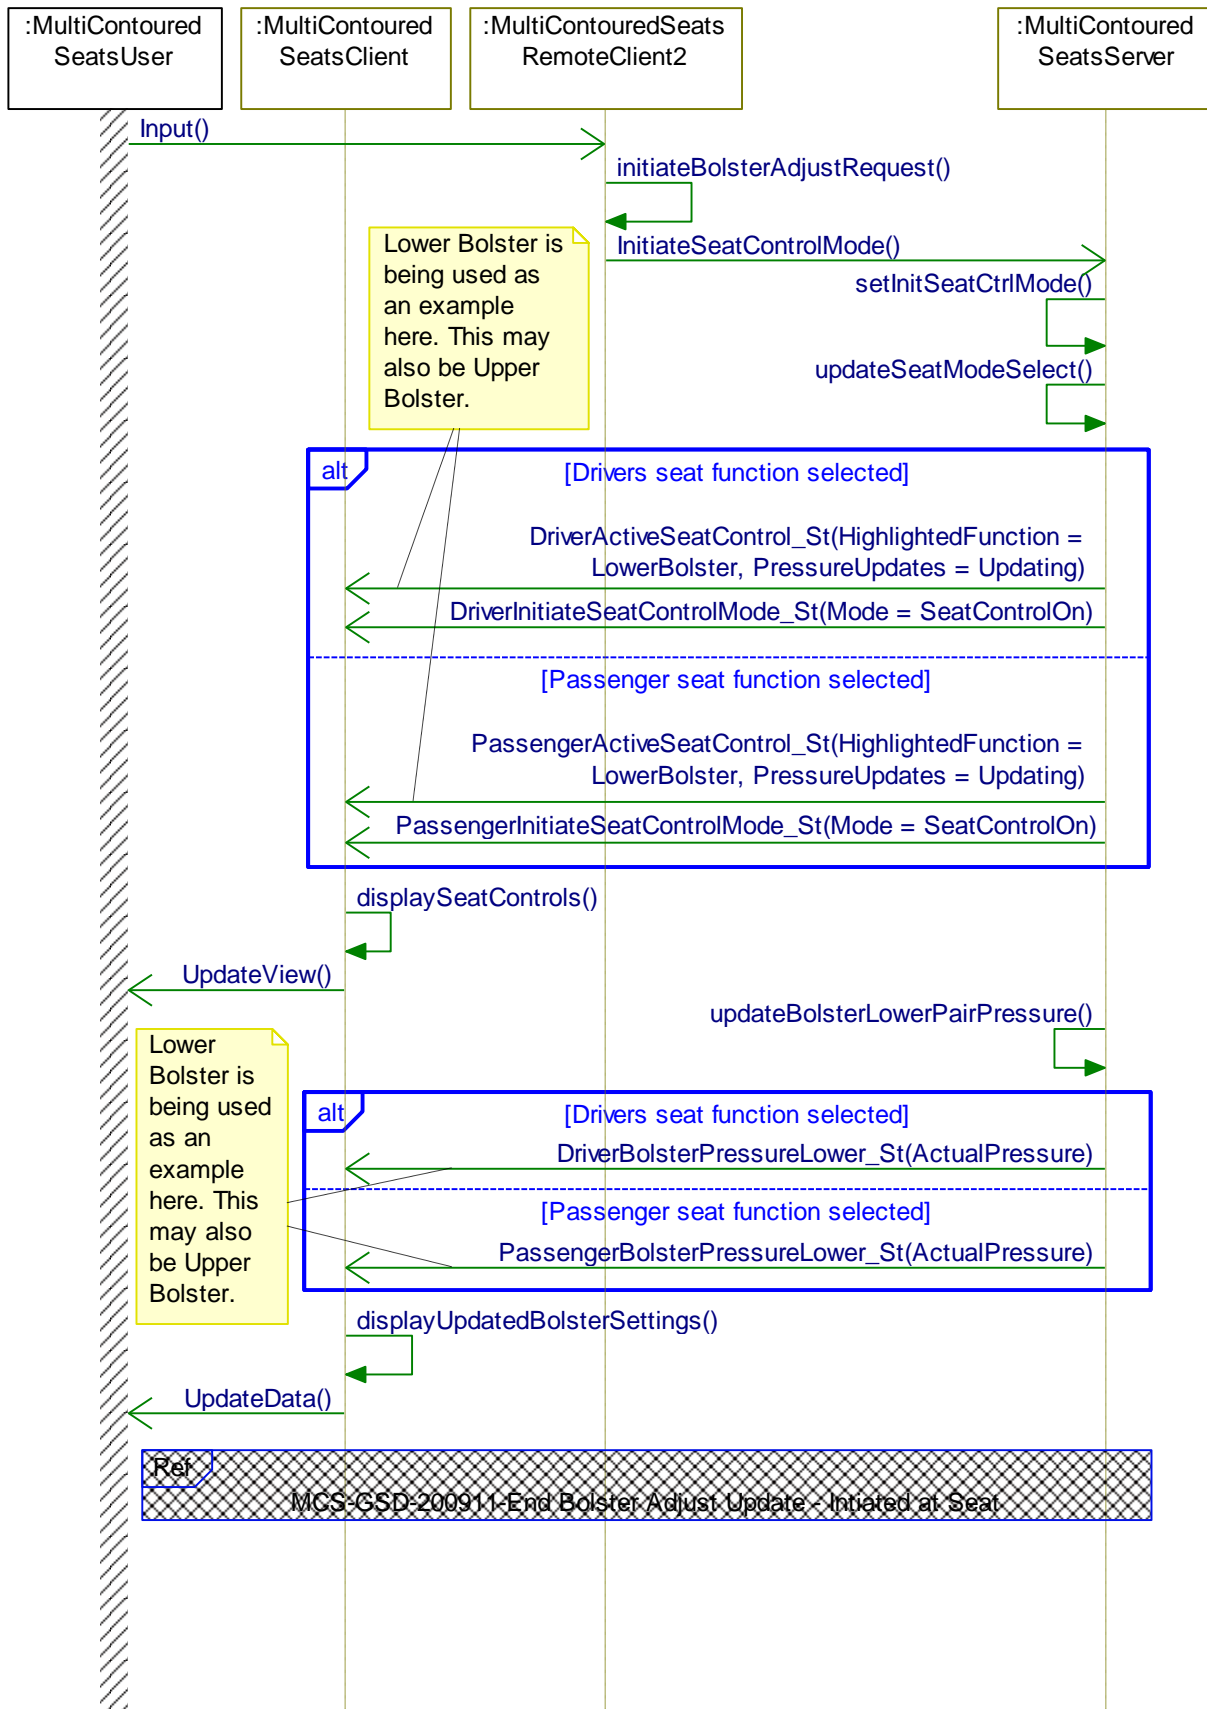 :MultiContoured
SeatsUser
:MultiContoured
SeatsClient
:MultiContouredSeats
RemoteClient2
:MultiContoured
SeatsServer
Input()
initiateBolsterAdjustRequest()
Lower Bolster is
being used as
an example
here. This may
also be Upper
Bolster.
InitiateSeatControlMode()
setInitSeatCtrlMode()
updateSeatModeSelect()
alt
[Drivers seat function selected]
DriverActiveSeatControl_St(HighlightedFunction =
LowerBolster, PressureUpdates = Updating)
DriverInitiateSeatControlMode_St(Mode = SeatControlOn)
[Passenger seat function selected]
PassengerActiveSeatControl_St(HighlightedFunction =
LowerBolster, PressureUpdates = Updating)
PassengerInitiateSeatControlMode_St(Mode = SeatControlOn)
displaySeatControls()
UpdateView()
updateBolsterLowerPairPressure()
Lower
Bolster is
being used
as an
example
here. This
may also
be Upper
Bolster.
alt
[Drivers seat function selected]
DriverBolsterPressureLower_St(ActualPressure)
[Passenger seat function selected]
PassengerBolsterPressureLower_St(ActualPressure)
displayUpdatedBolsterSettings()
UpdateData()
Ref
MCS-GSD-200911-End Bolster Adjust Update - Intiated at Seat